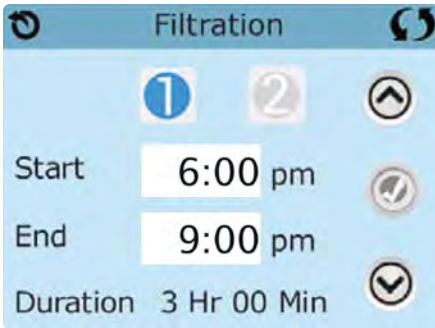 Filtration
1 2
Start 6:00 pm
End 9:00 pm
Duration 3 Hr 00 Min